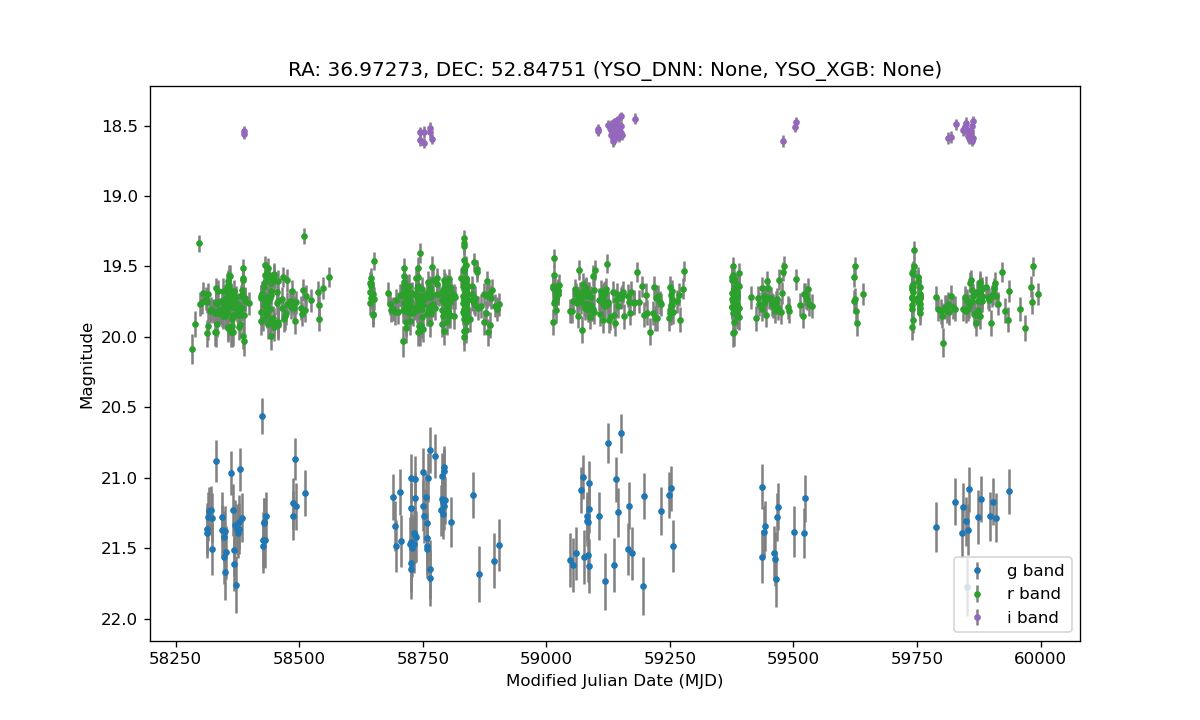 RA: 36.97273, DEC: 52.84751 (YSO_DNN: None, YSO_XGB: None)
18.5
19.0
19.5
20.0
20.5
21.0
21.5
22.0
Magnitude
g band
r band
i band
58250 58500 58750 59000 59250 59500 59750 60000
Modified Julian Date (MJD)